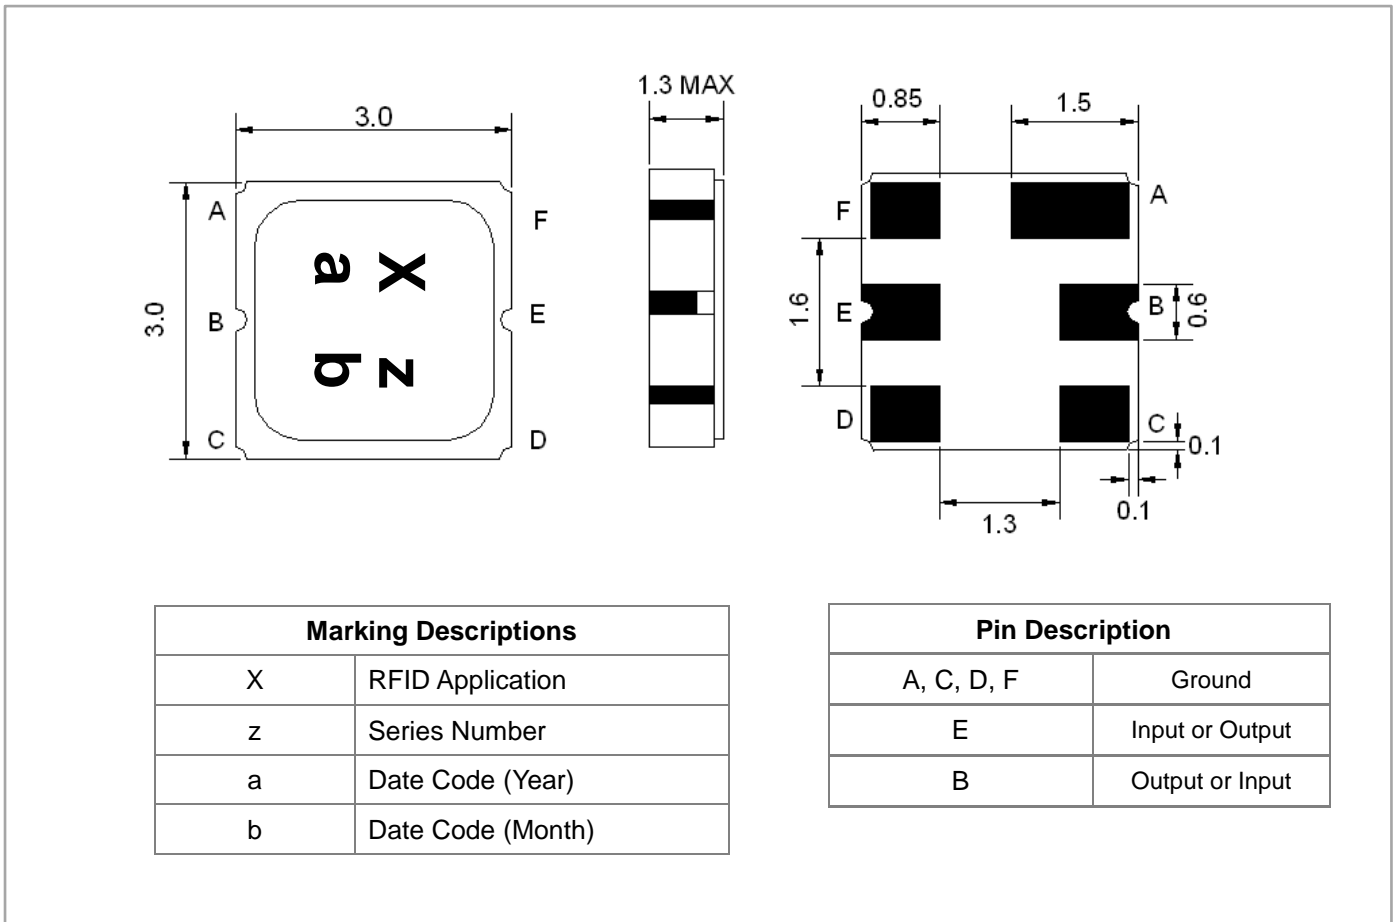 1.3 MAX
3.0
0.85
1.5
A
F
F
A
X
a
3.0
B
E
1.6
E
B
0.6
z
b
C
D
D
C
0.1
0.1
1.3
Marking Descriptions
X RFID Application
z Series Number
a Date Code (Year)
b Date Code (Month)
Pin Description
A, C, D, F Ground
E Input or Output
B Output or Input